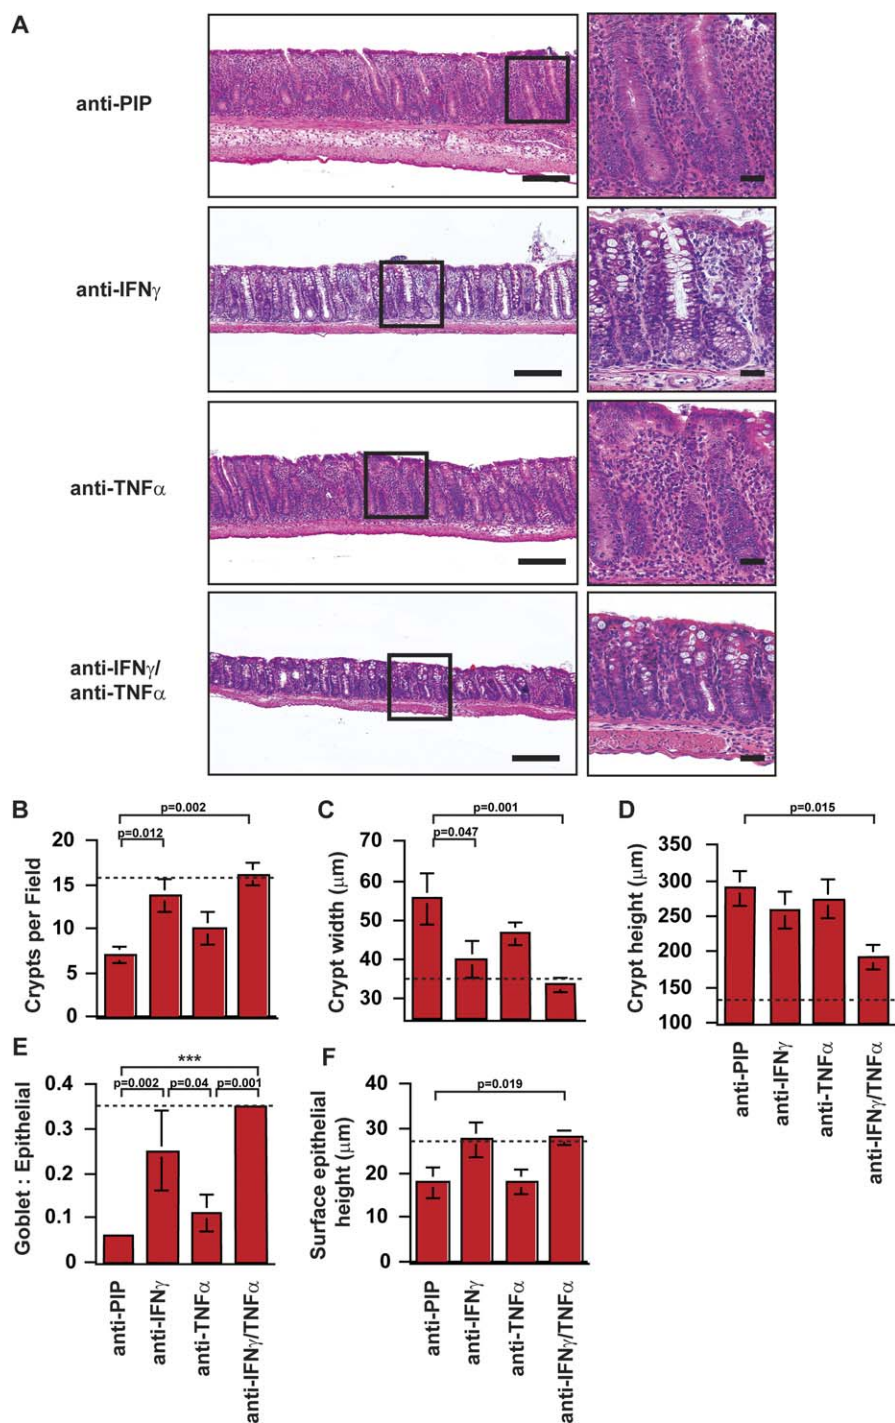 A
anti-PIP
anti-IFNγ
anti-TNFα
anti-IFNγ/
anti-TNFα
B
p=0.002
p=0.012
20
15
10
5
0
Crypts per Field
C
p=0.001
p=0.047
70
60
50
40
30
Crypt width (μm)
D
p=0.015
350
300
250
200
150
100
Crypt height (μm)
anti-PIP
anti-IFNγ
anti-TNFα
anti-IFNγ/TNFα
E
***
p=0.002
p=0.04
p=0.001
0.4
0.3
0.2
0.1
0
Goblet : Epithelial
anti-PIP
anti-IFNγ
anti-TNFα
anti-IFNγ/TNFα
F
p=0.019
40
30
20
10
0
Surface epithelial
height (μm)
anti-PIP
anti-IFNγ
anti-TNFα
anti-IFNγ/TNFα